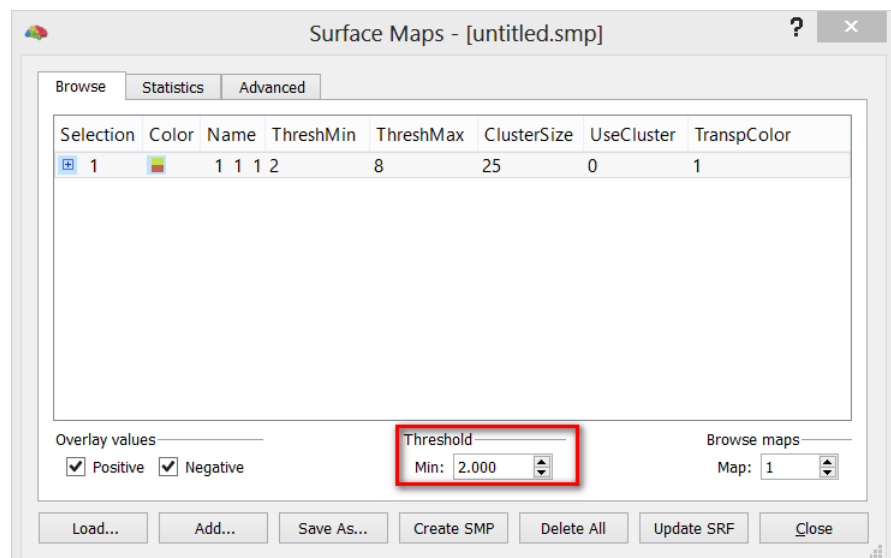 Surface Maps - [untitled.smp] ? ×
Browse Statistics Advanced
Selection Color Name ThreshMin ThreshMax ClusterSize UseCluster TranspColor
1 1 1 1 2 8 25 0 1
Overlay values Threshold Browse maps
Positive Negative Min: 2.000 Map: 1
Load... Add... Save As... Create SMP Delete All Update SRF Close